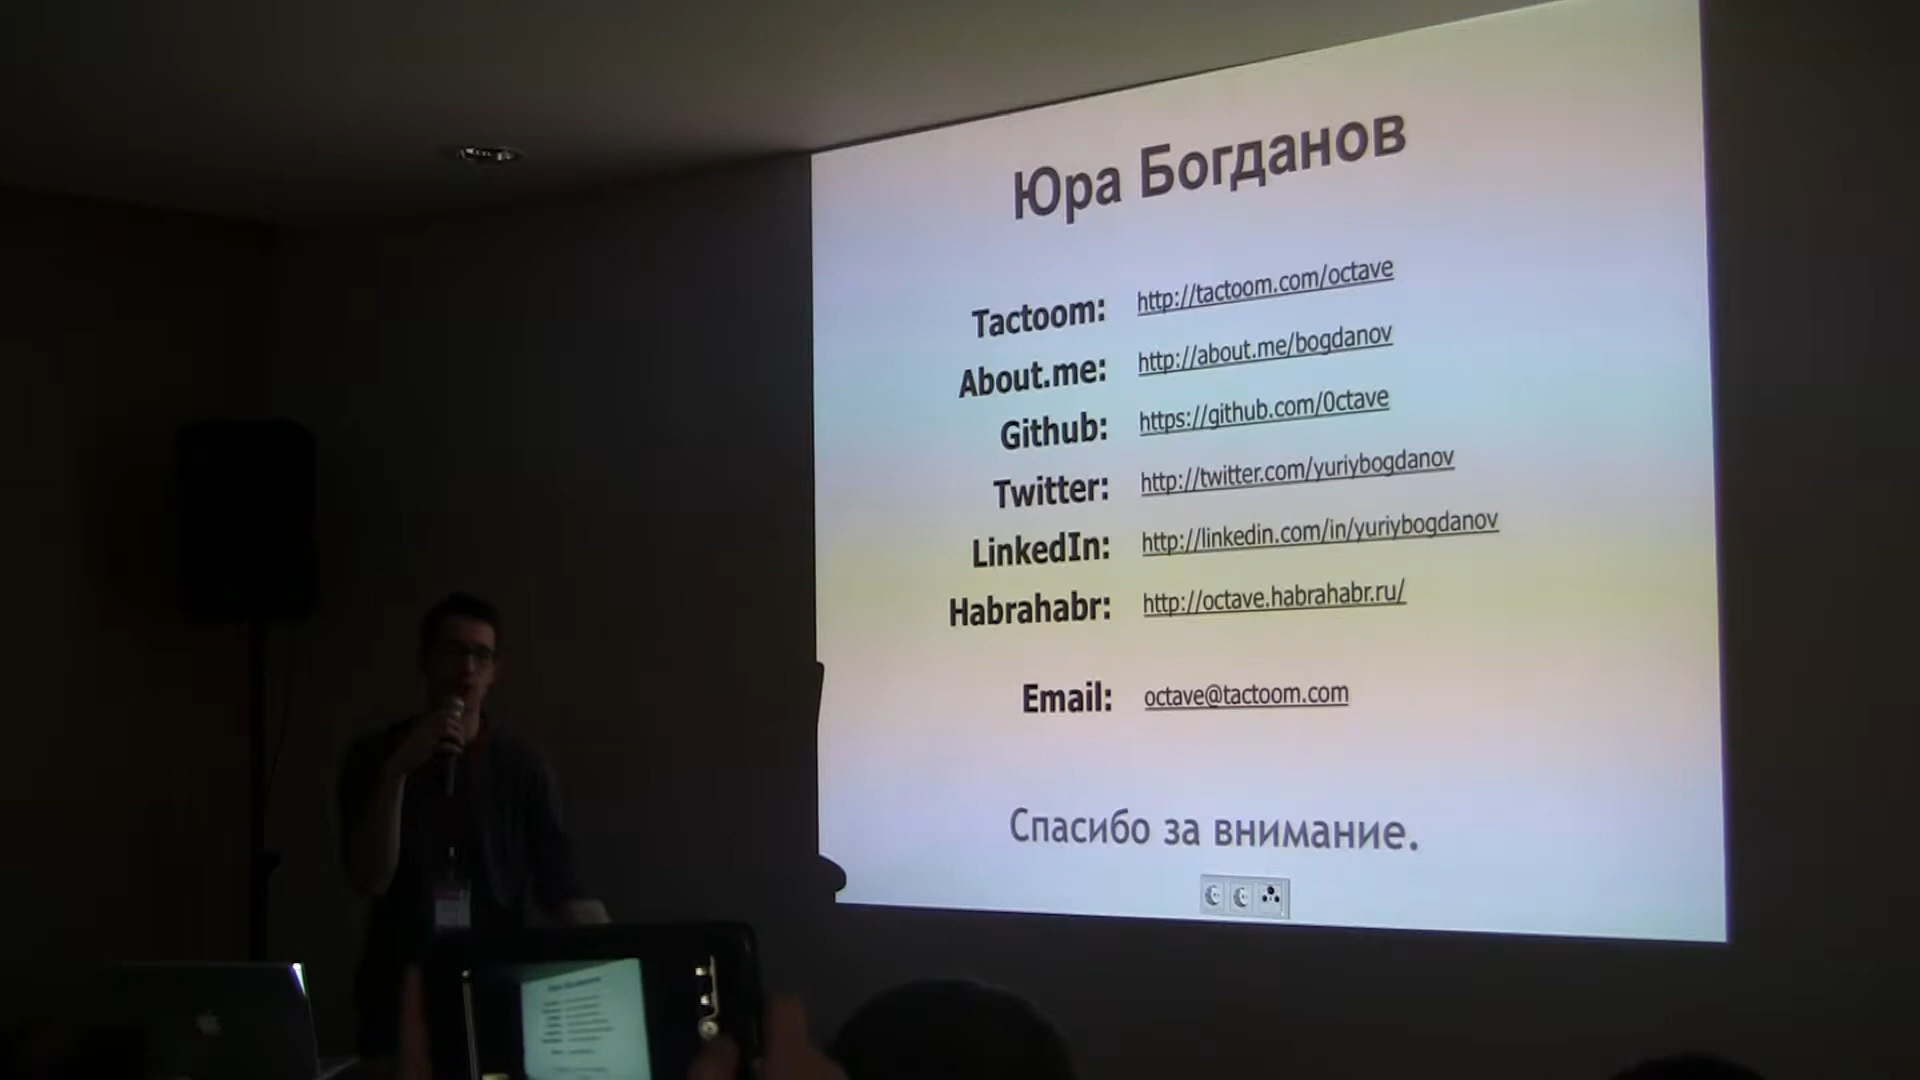 Юра Богданов
Tactoom: http://tactoom.com/octave
About.me: http://about.me/bogdanov
Github: https://github.com/0ctave
Twitter: http://twitter.com/yuriybogdanov
LinkedIn: http://linkedin.com/in/yuriybogdanov
Habrahabr: http://octave.habrahabr.ru/
Email: octave@tactoom.com
Спасибо за внимание.